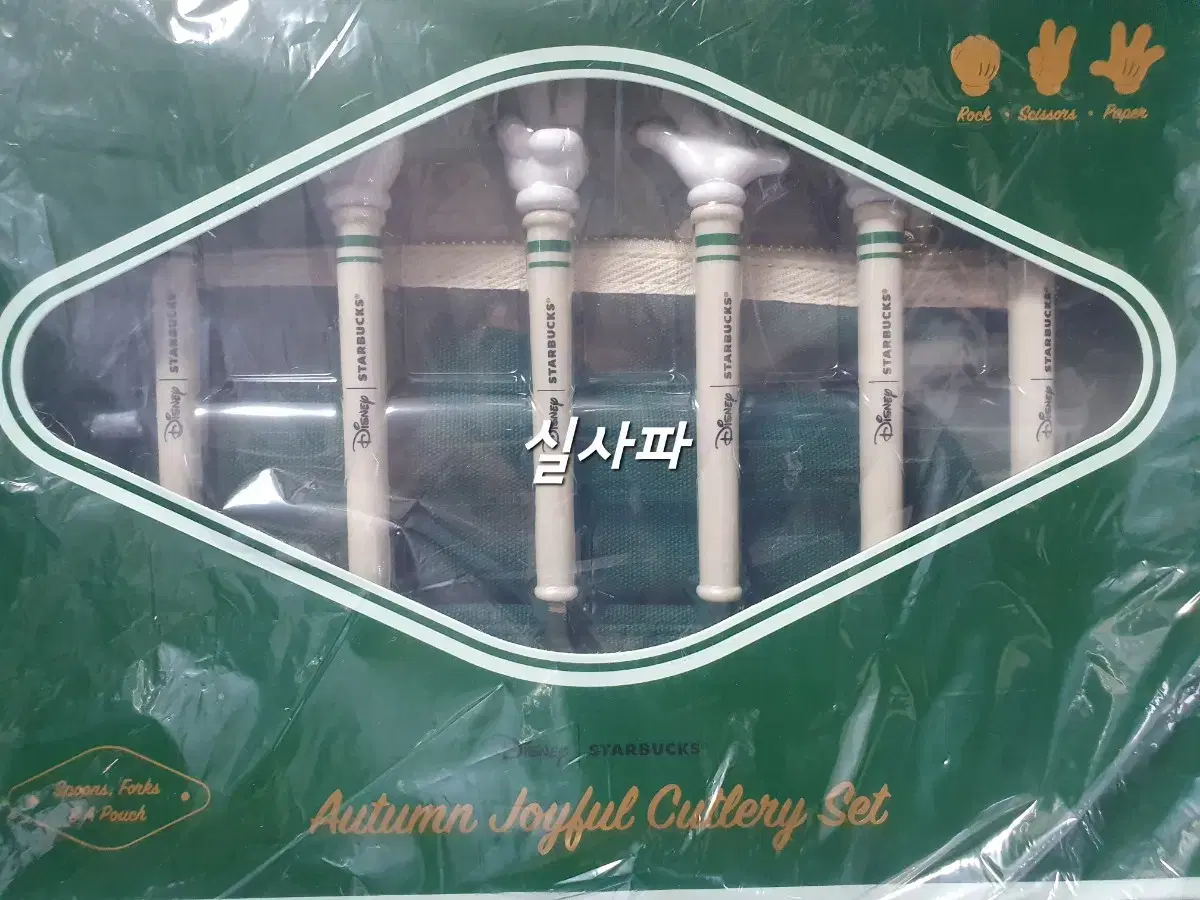 Rock • Scissors • Paper
Disney | STARBUCKS®
Disney | STARBUCKS®
Disney | STARBUCKS®
Disney | STARBUCKS®
Disney | STARBUCKS®
Disney | STARBUCKS®
실사파
Disney | STARBUCKS
Spoons, Forks
& A Pouch
Autumn Joyful Cutlery Set